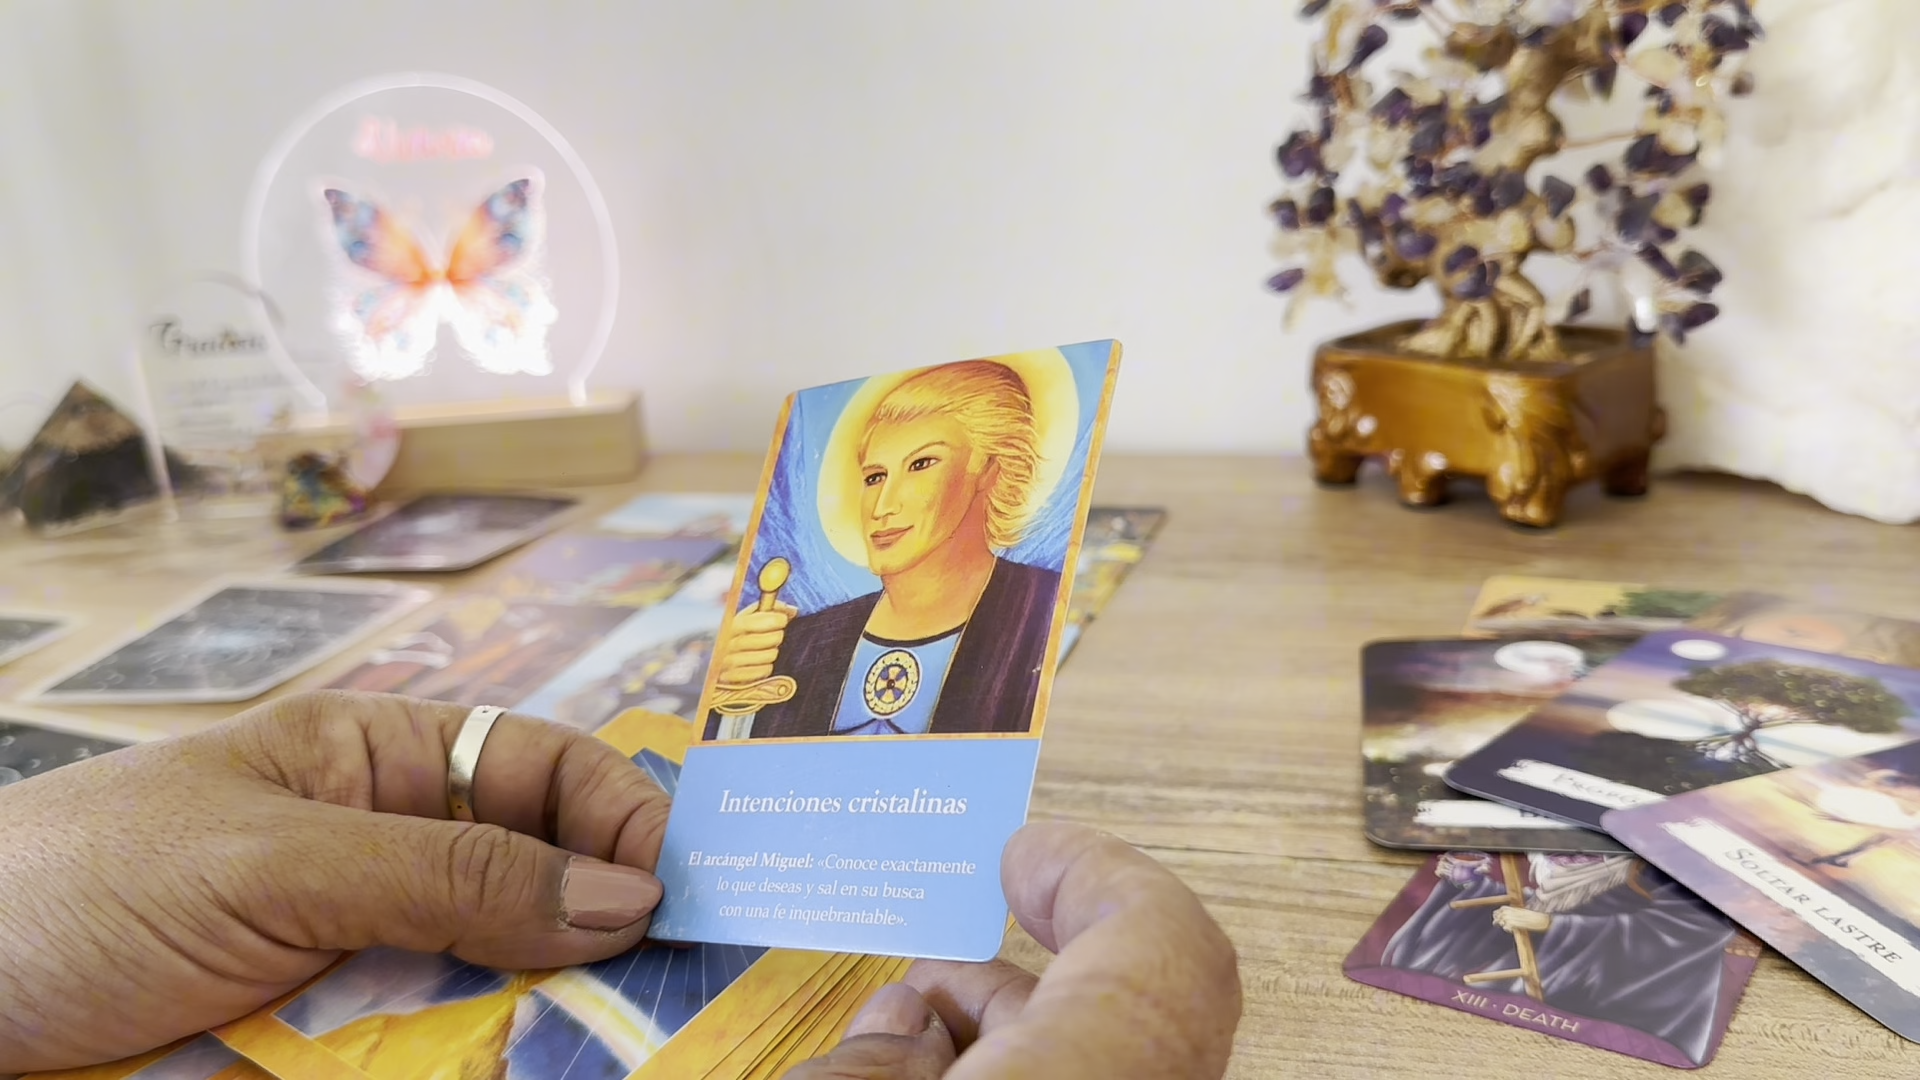 Intenciones cristalinas
El arcángel Miguel: «Conoce exactamente
lo que deseas y sal en su busca
con una fe inquebrantable».
SOLTAR LASTRE
XIII · DEATH